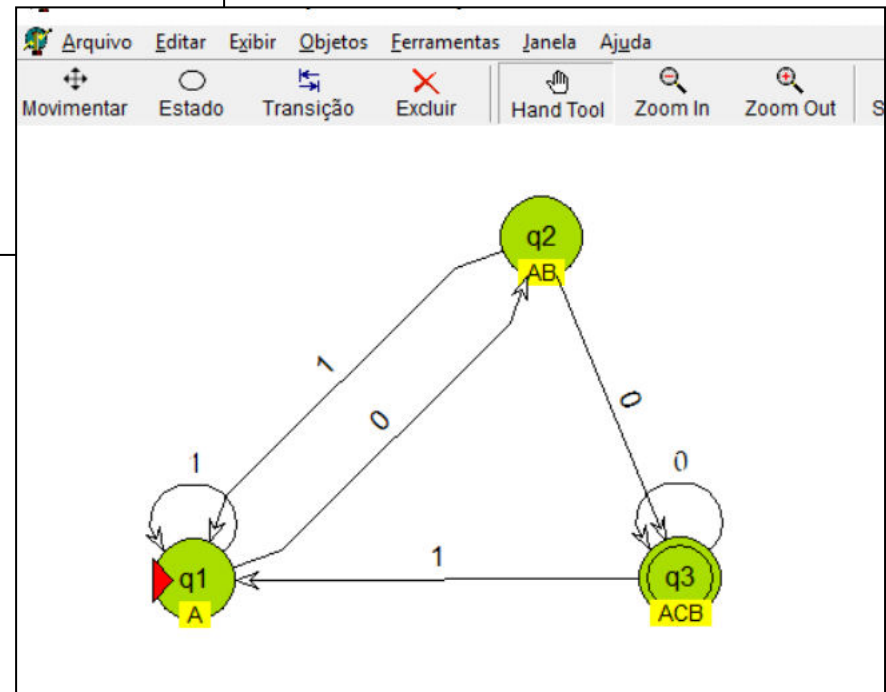 Arquivo Editar Exibir Objetos Ferramentas Janela Ajuda
Movimentar Estado Transição Excluir Hand Tool Zoom In Zoom Out S
q2
AB
1
0
0
1
0
1
q1
A
q3
ACB